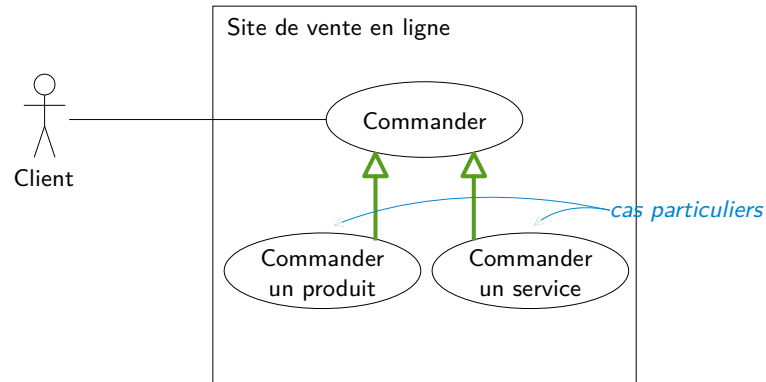 Site de vente en ligne
Commander
Client
cas particuliers
Commander
un produit
Commander
un service